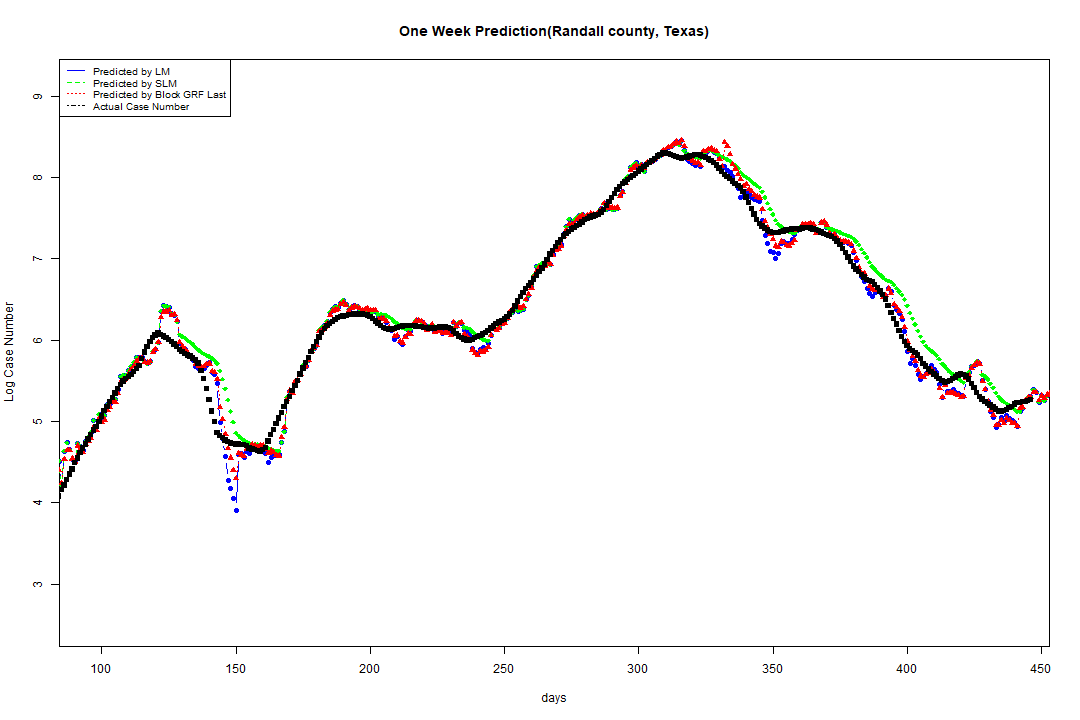 One Week Prediction(Randall county, Texas)
Predicted by LM
Predicted by SLM
Predicted by Block GRF Last
Actual Case Number
Log Case Number
9
8
7
6
5
4
3
100 150 200 250 300 350 400 450
days